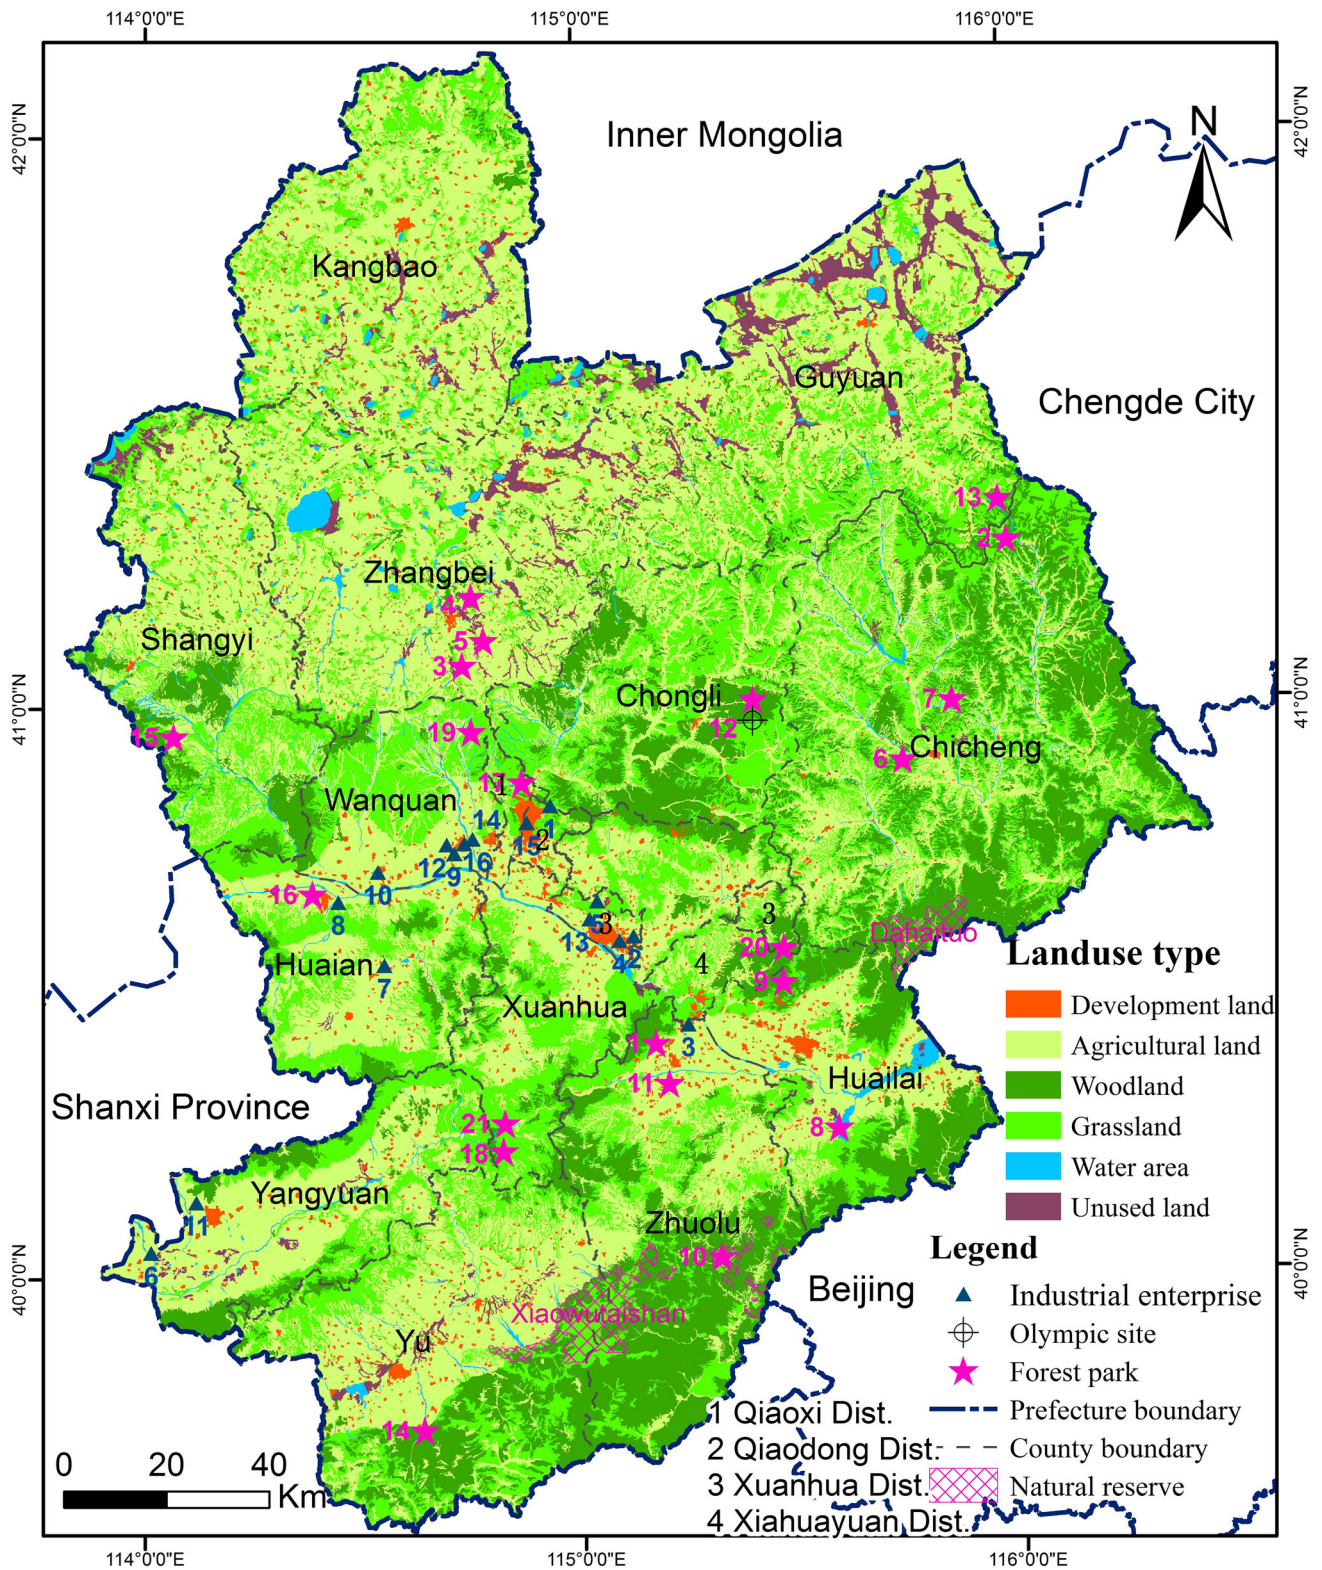 114°0'0"E 115°0'0"E 116°0'0"E
42°0'0"N
42°0'0"N
Inner Mongolia
N
Kangbao
Guyuan
Chengde City
13
2
Zhangbei
4
5
3
Shangyi
Chongli
12
7
Chicheng
6
41°0'0"N
41°0'0"N
15
19
17
1
Wanquan
14
1
15
2
12
9
16
10
16
8
5
3
13
4
2
3
20
9
4
Dahaituo
Huaian
7
Xuanhua
1
3
11
Huailai
8
Shanxi Province
21
18
Yangyuan
11
6
Zhuolu
10
Beijing
Xiaowutaishan
Yu
14
40°0'0"N
40°0'0"N
Landuse type
Development land
Agricultural land
Woodland
Grassland
Water area
Unused land
Legend
Industrial enterprise
Olympic site
Forest park
Prefecture boundary
County boundary
Natural reserve
1 Qiaoxi Dist.
2 Qiaodong Dist.
3 Xuanhua Dist.
4 Xiahuayuan Dist.
0 20 40
Km
114°0'0"E 115°0'0"E 116°0'0"E